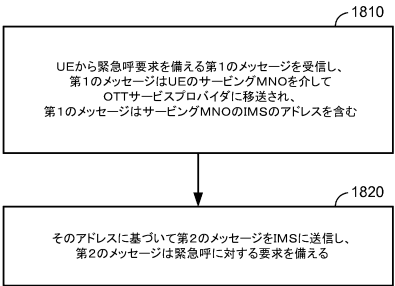 1810
UEから緊急呼要求を備える第1のメッセージを受信し、
第1のメッセージはUEのサービングMNOを介して
OTTサービスプロバイダに移送され、
第1のメッセージはサービングMNOのIMSのアドレスを含む
1820
そのアドレスに基づいて第2のメッセージをIMSに送信し、
第2のメッセージは緊急呼に対する要求を備える